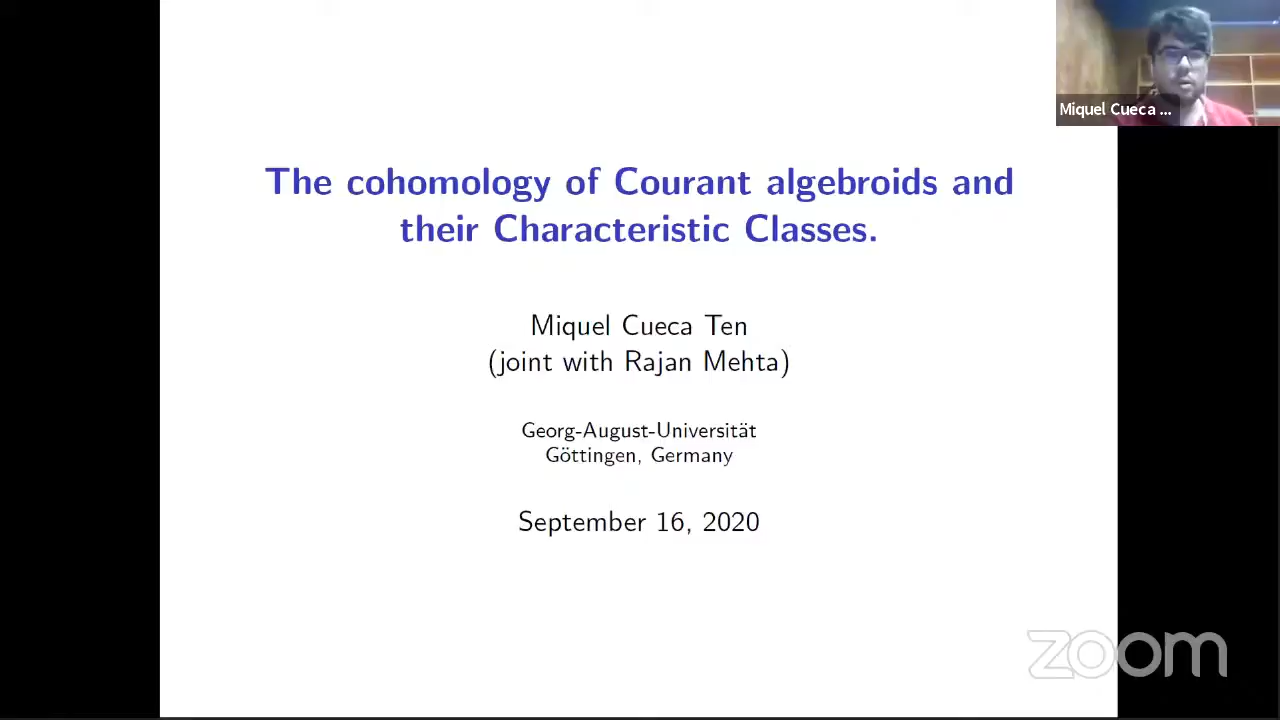 Miquel Cueca ...
The cohomology of Courant algebroids and
their Characteristic Classes.
Miquel Cueca Ten
(joint with Rajan Mehta)
Georg-August-Universität
Göttingen, Germany
September 16, 2020
zoom